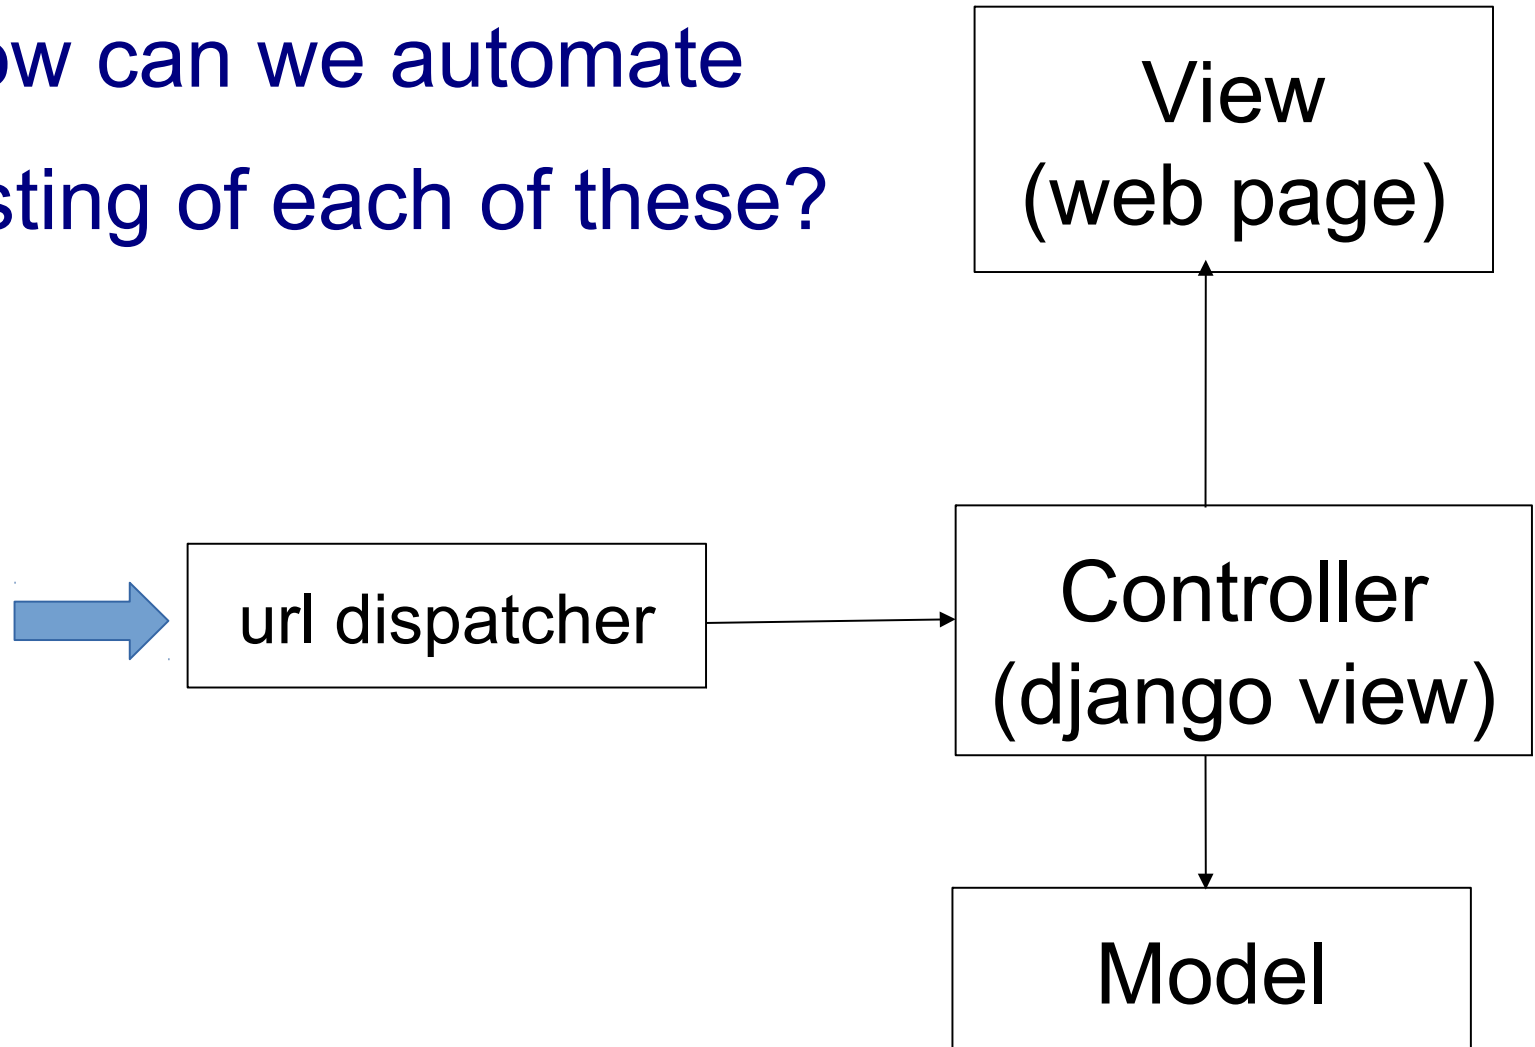 ow can we automate
sting of each of these?
View
(web page)
url dispatcher
Controller
(django view)
Model